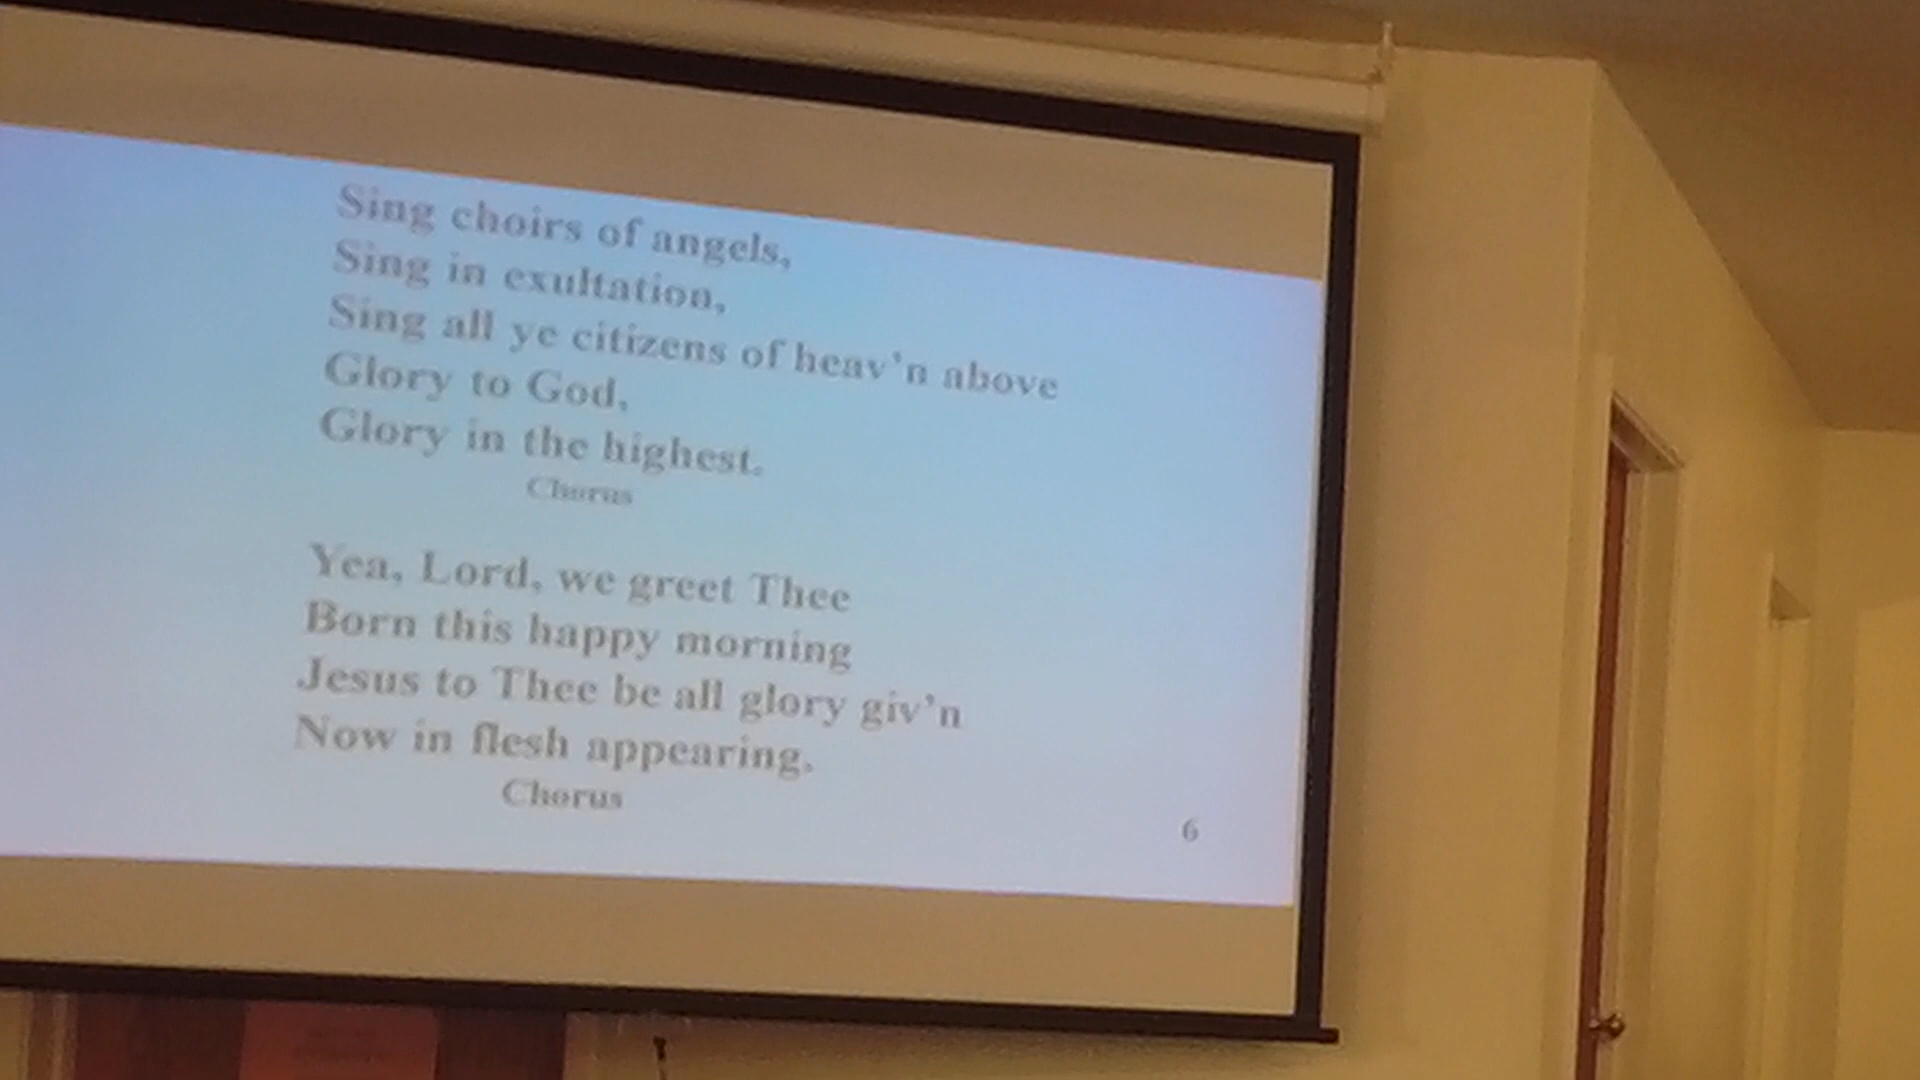 Sing choirs of angels,
Sing in exultation,
Sing all ye citizens of heav'n above
Glory to God,
Glory in the highest.
Chorus
Yea, Lord, we greet Thee
Born this happy morning
Jesus to Thee be all glory giv'n
Now in flesh appearing.
Chorus
6